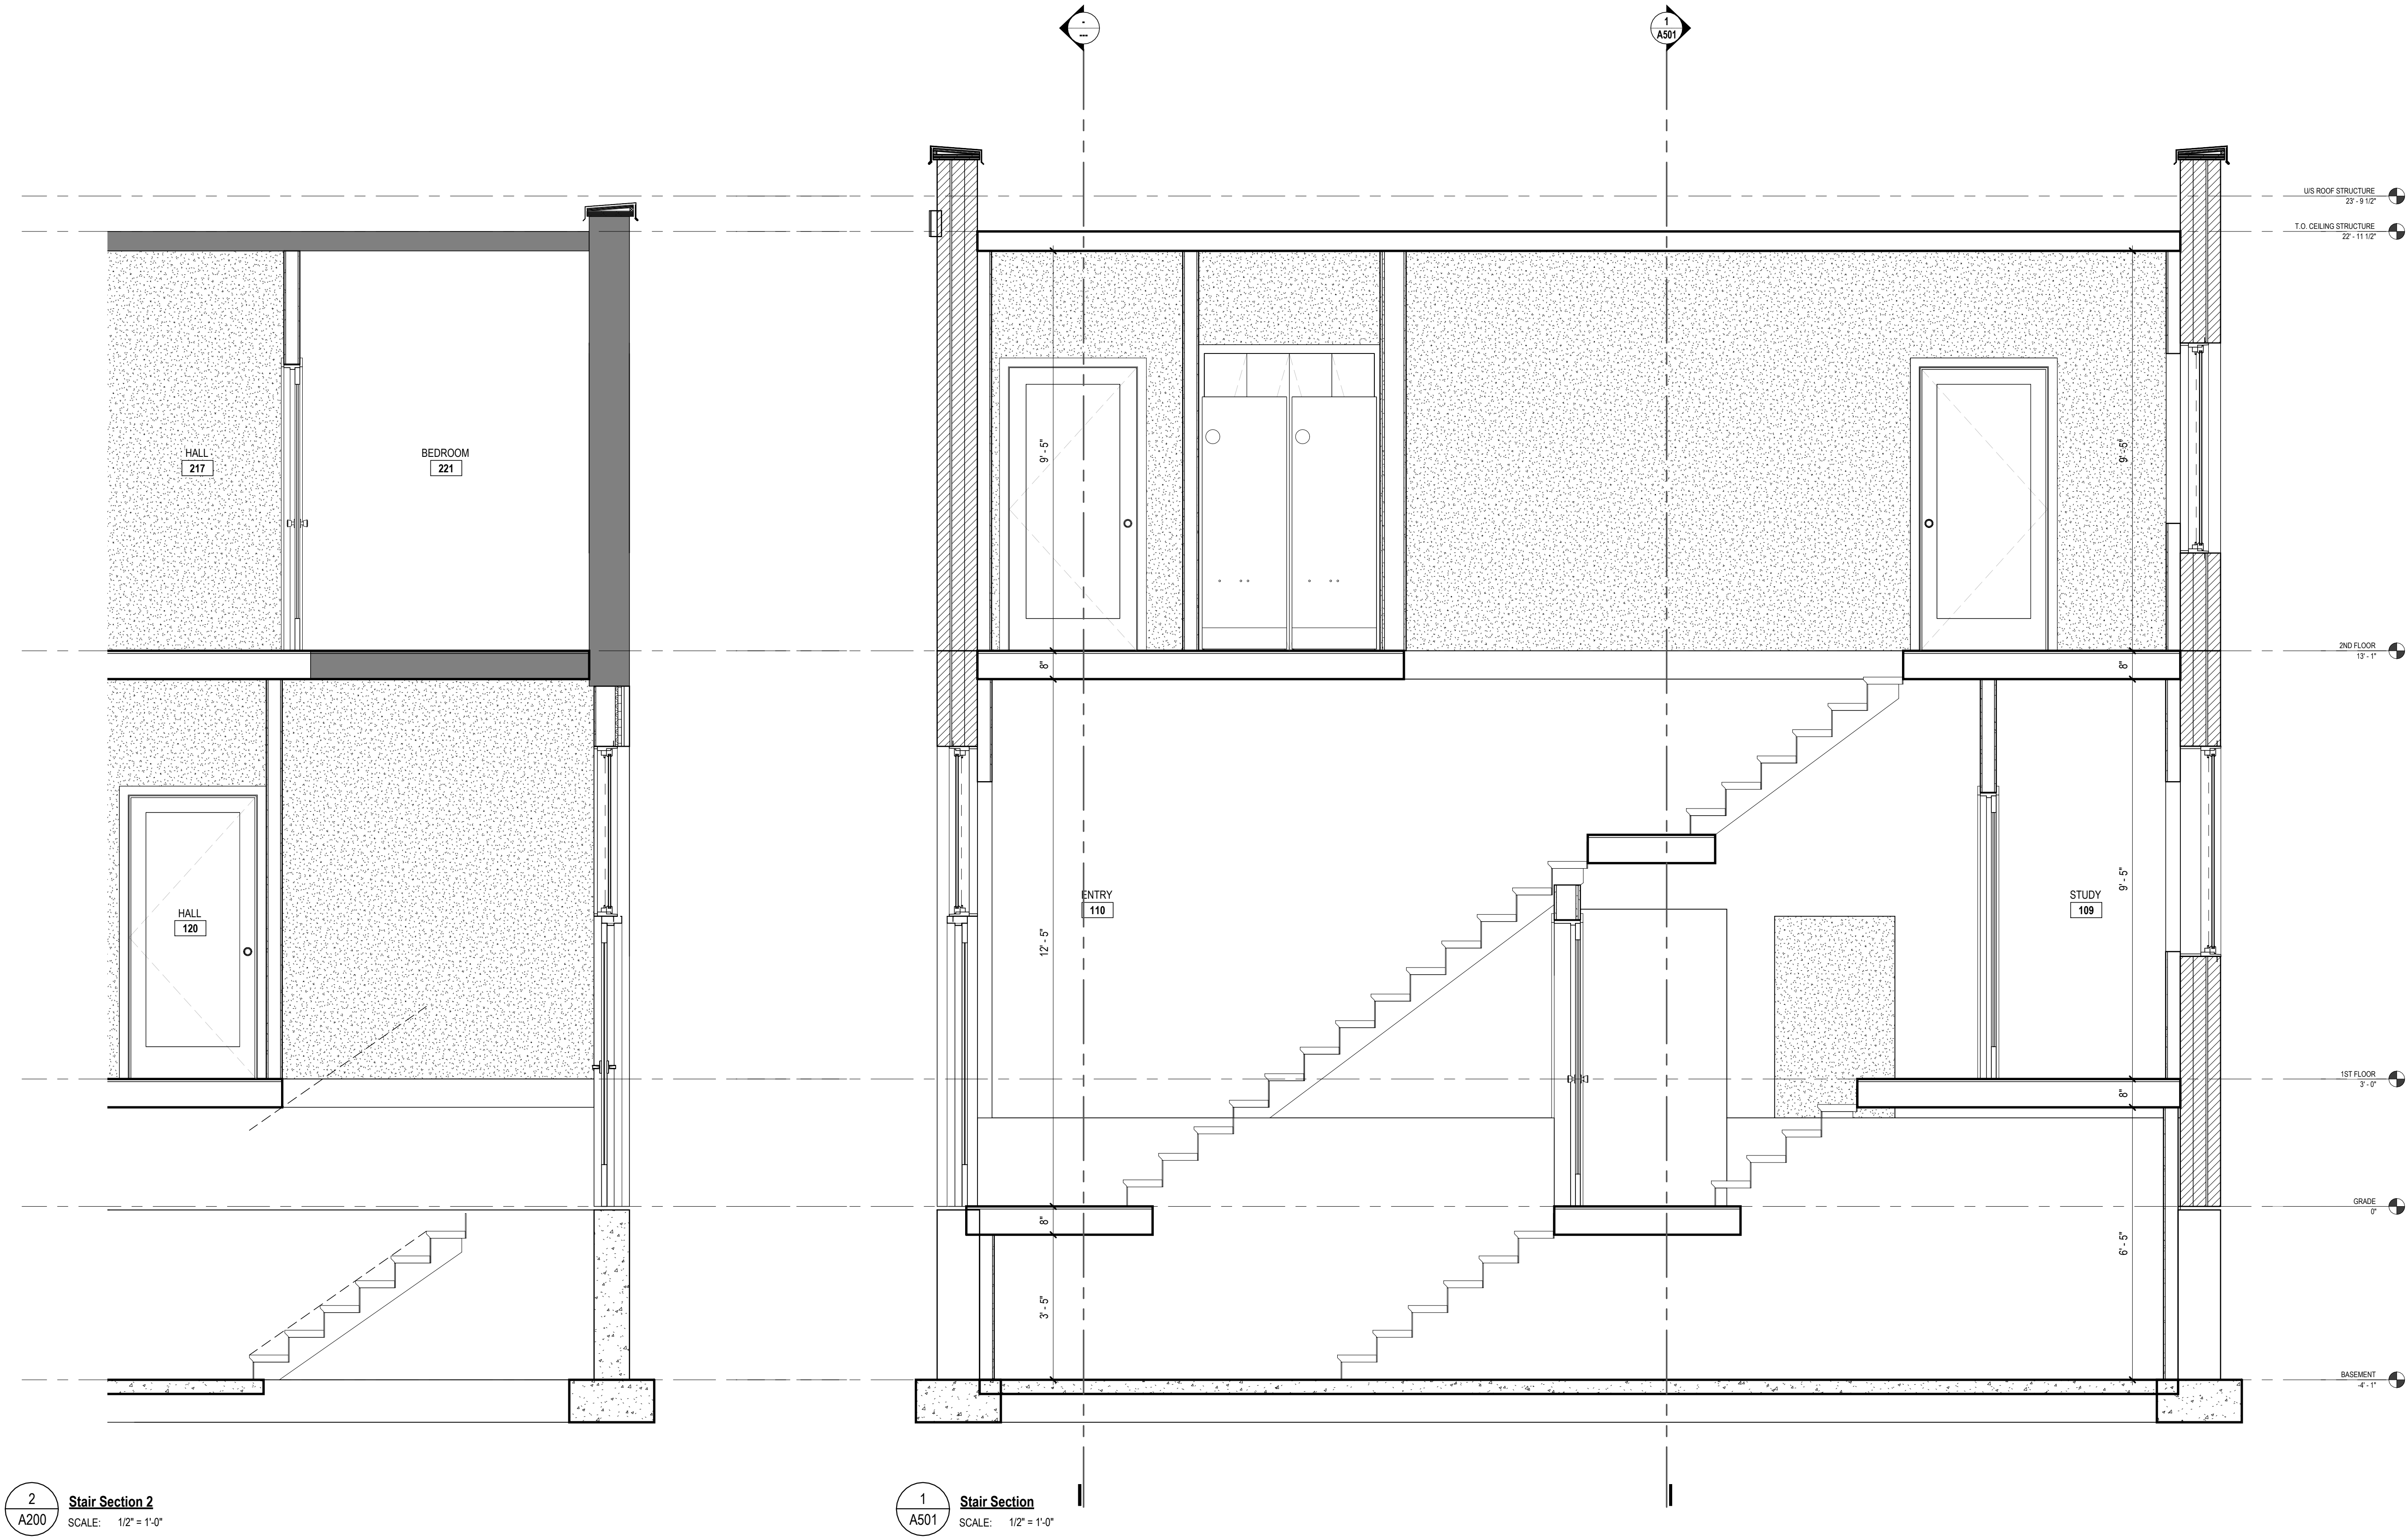 -
---
1
A501
U/S ROOF STRUCTURE
23' - 9 1/2"
T.O. CEILING STRUCTURE
22' - 11 1/2"
HALL
217
BEDROOM
221
9' - 5"
9' - 5"
2ND FLOOR
13' - 1"
8"
8"
HALL
120
ENTRY
110
12' - 5"
9' - 5"
STUDY
109
1ST FLOOR
3' - 0"
8"
GRADE
0"
8"
6' - 5"
3' - 5"
BASEMENT
-4' - 1"
2
A200
Stair Section 2
SCALE: 1/2" = 1'-0"
1
A501
Stair Section
SCALE: 1/2" = 1'-0"